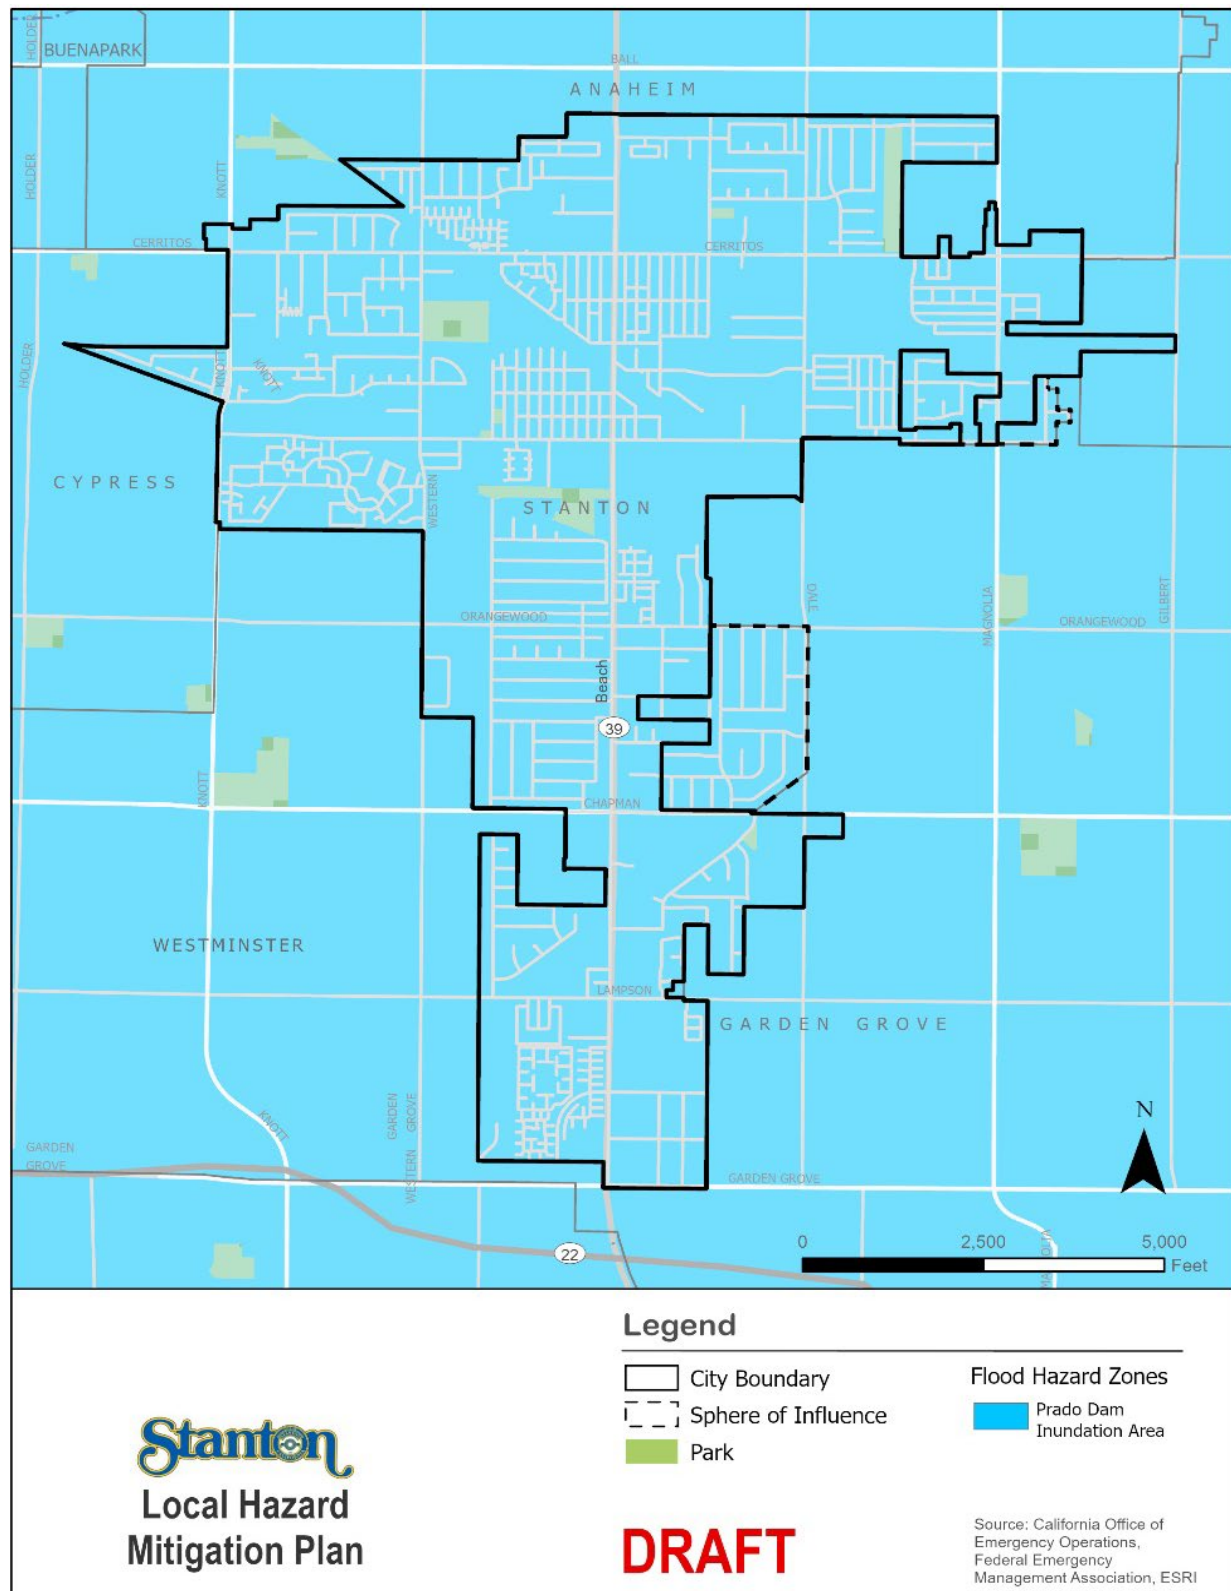 HOLDER
BUENAPARK
BALL
ANAHEIM
HOLDER
KNOTT
CERRITOS
CERRITOS
HOLDER
KNOTT
KNOTT
CYPRESS
WESTERN
STANTON
DALE
MAGNOLIA
GILBERT
ORANGEWOOD
ORANGEWOOD
Beach
39
KNOTT
CHAPMAN
WESTMINSTER
LAMPSON
GARDEN GROVE
KNOTT
GARDEN
GROVE
WESTERN
GARDEN
GROVE
GARDEN GROVE
N
22
MAGNOLIA
0 2,500 5,000
Feet
Legend
City Boundary
Sphere of Influence
Park
Flood Hazard Zones
Prado Dam
Inundation Area
Stanton
Local Hazard
Mitigation Plan
DRAFT
Source: California Office of
Emergency Operations,
Federal Emergency
Management Association, ESRI